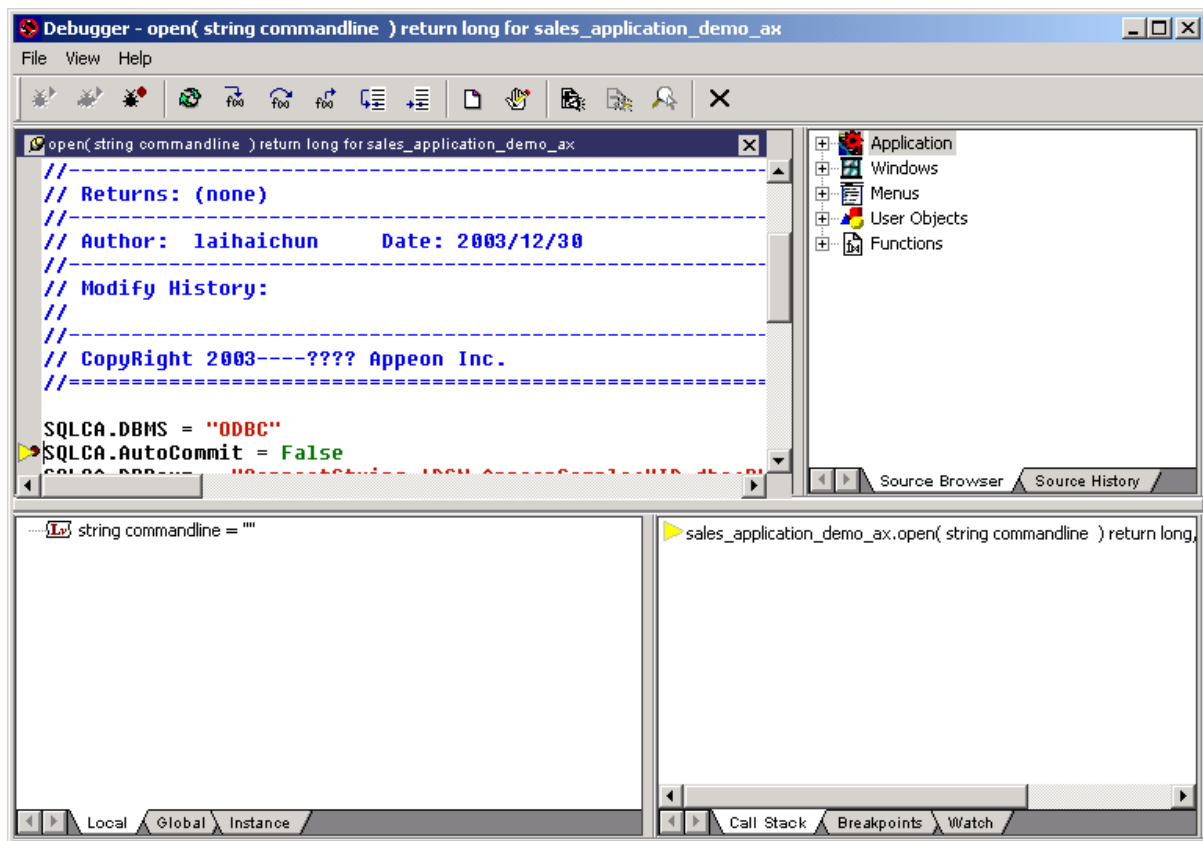 Debugger - open( string commandline ) return long for sales_application_demo_ax
File View Help
open( string commandline ) return long for sales_application_demo_ax
//----------------------------------------------------------
// Returns: (none)
//----------------------------------------------------------
// Author: laihaichun Date: 2003/12/30
//----------------------------------------------------------
// Modify History:
//
//----------------------------------------------------------
// CopyRight 2003----???? Appeon Inc.
//==========================================================
SQLCA.DBMS = "ODBC"
SQLCA.AutoCommit = False
Application
Windows
Menus
User Objects
Functions
Source Browser Source History
string commandline = ""
sales_application_demo_ax.open( string commandline ) return long,
Local Global Instance
Call Stack Breakpoints Watch